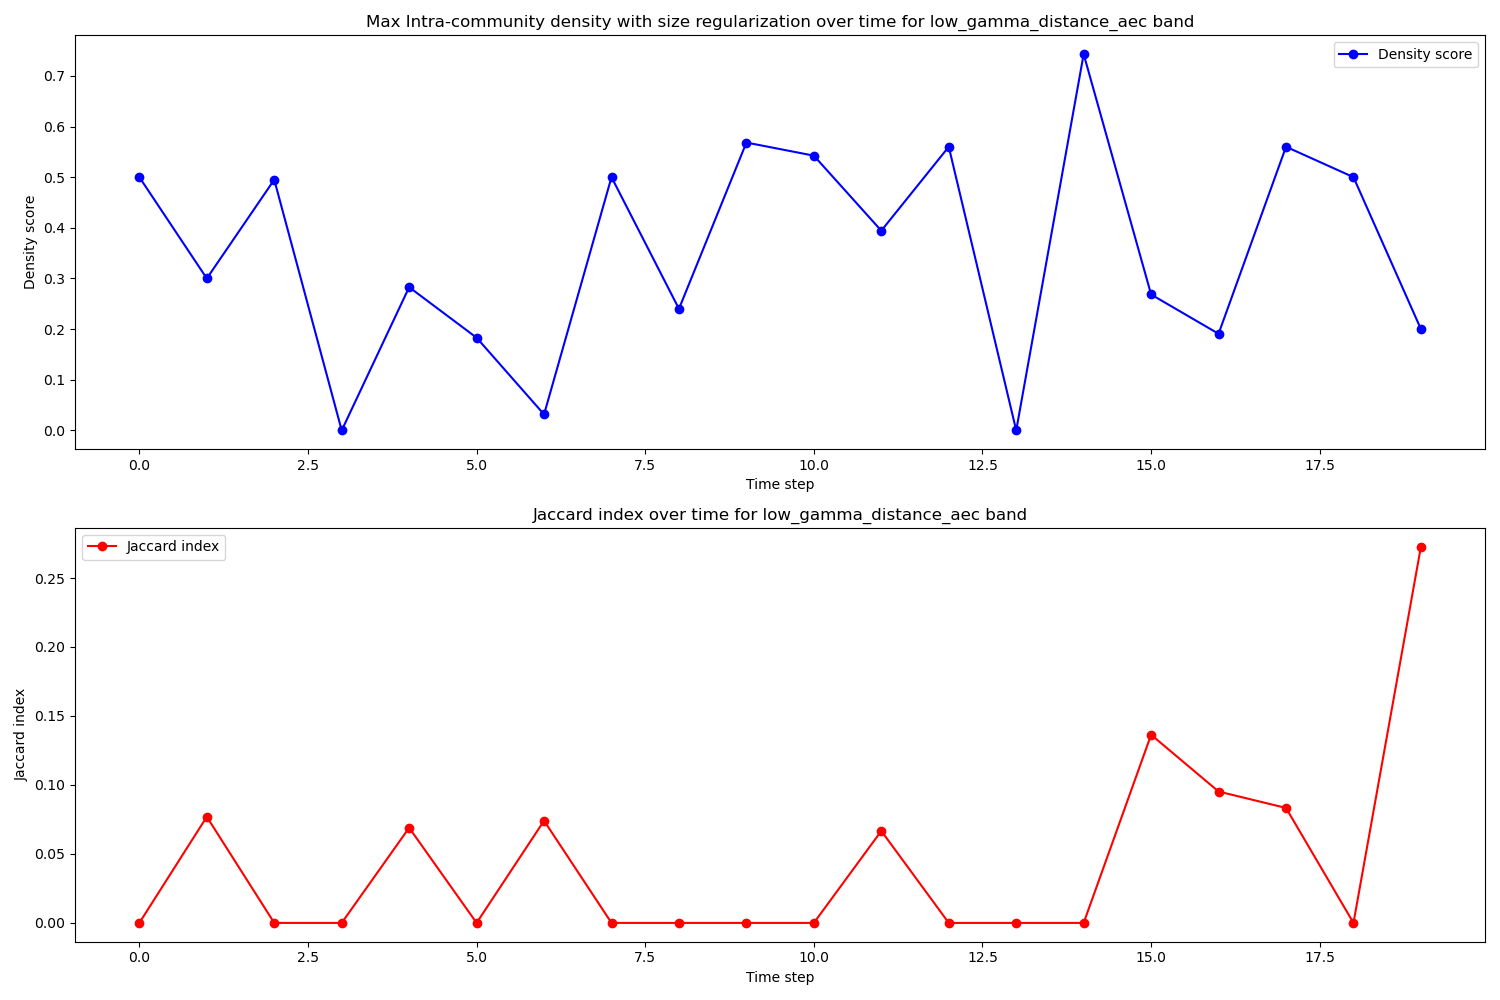 Max Intra-community density with size regularization over time for low_gamma_distance_aec band
Density score
0.7
0.6
0.5
0.4
0.3
0.2
0.1
0.0
Density score
0.0 2.5 5.0 7.5 10.0 12.5 15.0 17.5
Time step
Jaccard index over time for low_gamma_distance_aec band
Jaccard index
0.25
0.20
0.15
0.10
0.05
0.00
Jaccard index
0.0 2.5 5.0 7.5 10.0 12.5 15.0 17.5
Time step